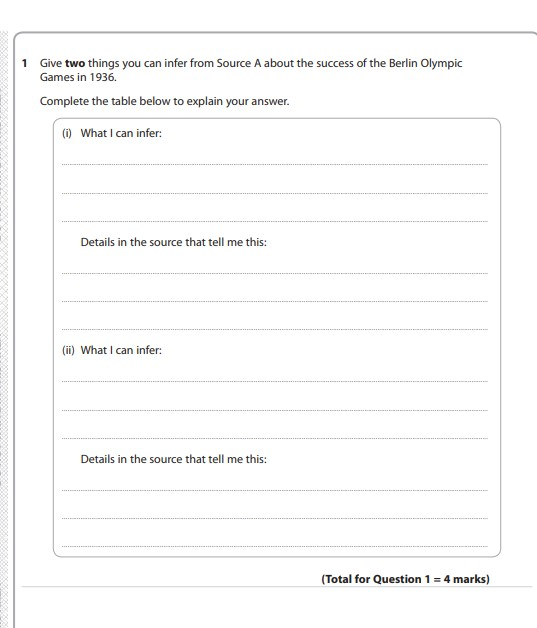 1 Give two things you can infer from Source A about the success of the Berlin Olympic
Games in 1936.
Complete the table below to explain your answer.
(i) What I can infer:
Details in the source that tell me this:
(ii) What I can infer:
Details in the source that tell me this:
(Total for Question 1 = 4 marks)